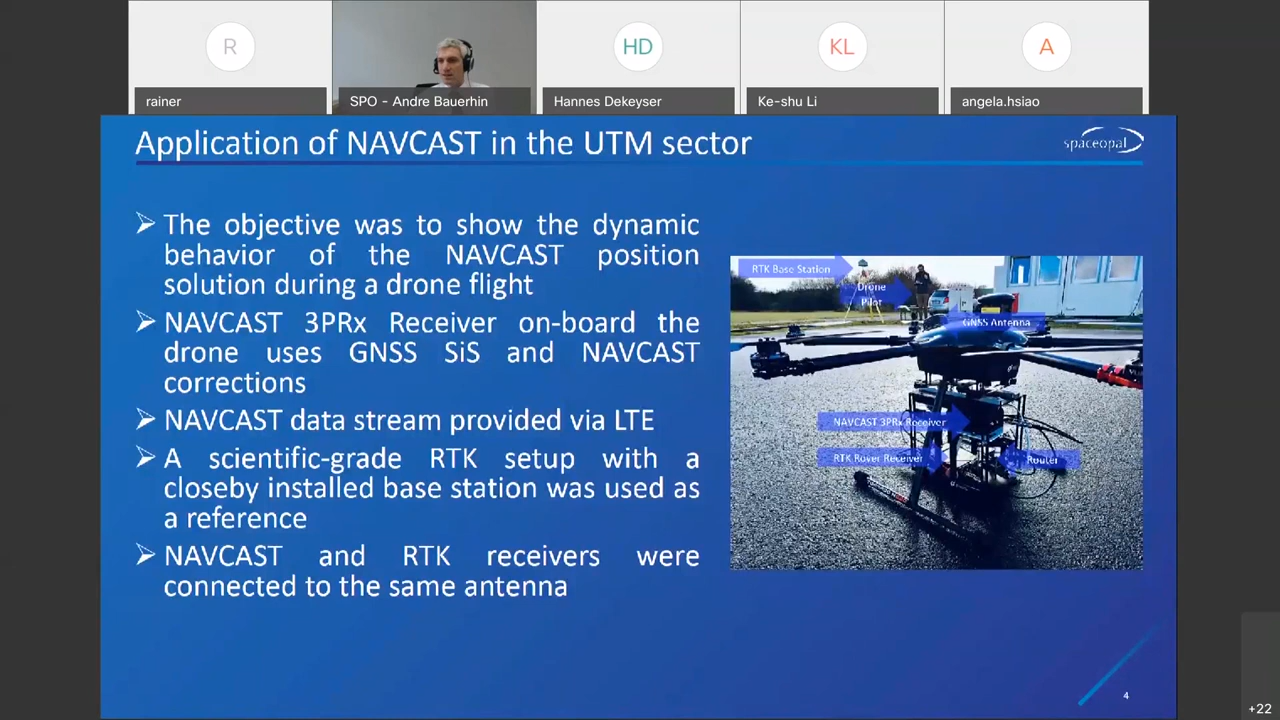 R
HD
KL
A
rainer
SPO - Andre Bauerhin
Hannes Dekeyser
Ke-shu Li
angela.hsiao
Application of NAVCAST in the UTM sector
spaceopal
The objective was to show the dynamic
behavior of the NAVCAST position
solution during a drone flight
NAVCAST 3PRx Receiver on-board the
drone uses GNSS SiS and NAVCAST
corrections
NAVCAST data stream provided via LTE
A scientific-grade RTK setup with a
closeby installed base station was used as
a reference
NAVCAST and RTK receivers were
connected to the same antenna
RTK Base Station
Drone
Pilot
GNSS Antenna
NAVCAST 3PRx Receiver
RTK Rover Receiver
Router
4
+22